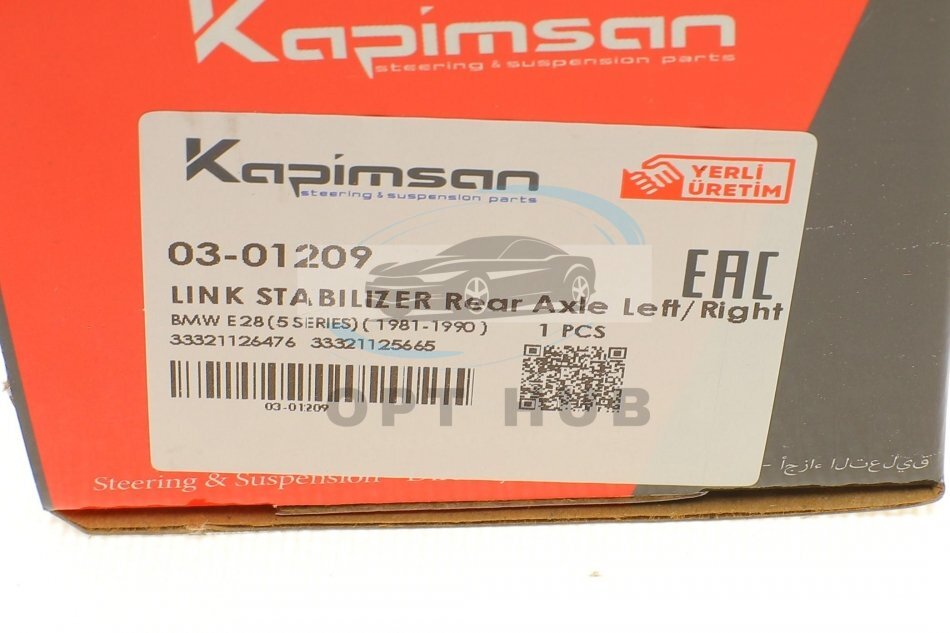 Kapimsan
steering & suspension parts
Kapimsan
steering & suspension parts
YERLİ
ÜRETİM
03-01209
EAC
LINK STABILIZER Rear Axle Left/Right
BMW E28(5 SERIES)(1981-1990)
1 PCS
33321126476 33321125665
03-01209
OPT HUB
Steering & Suspension
- أجزاء التعليق